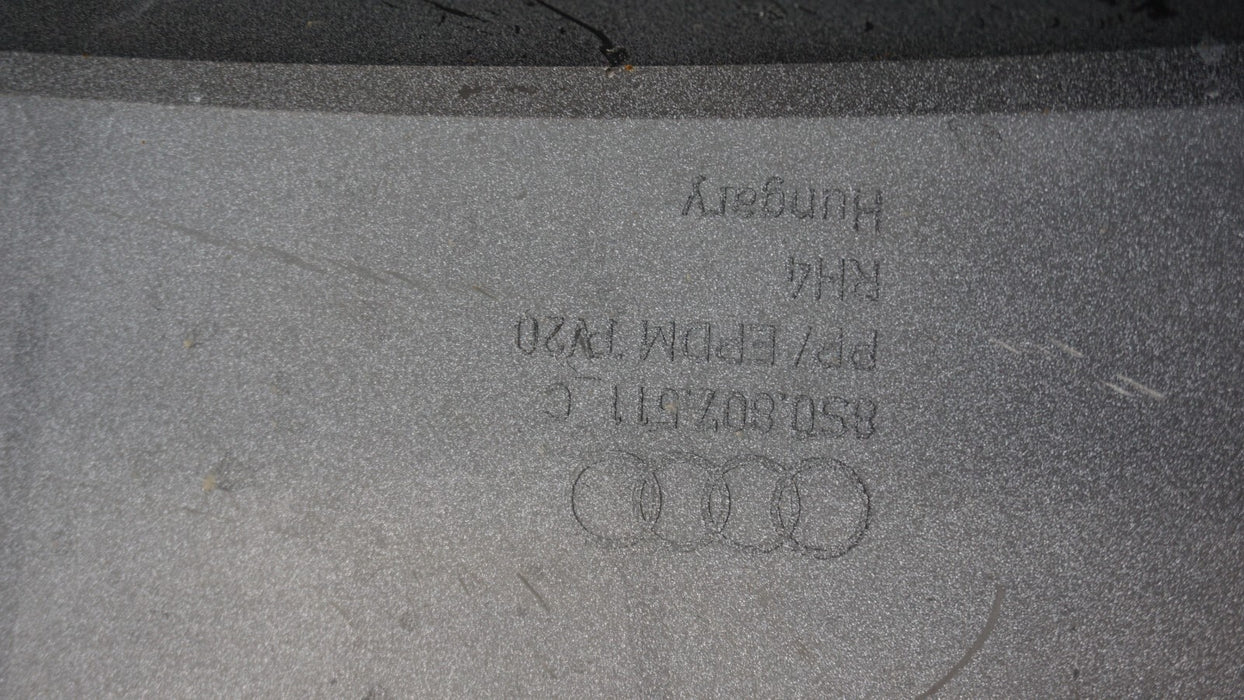 8S0.807.511 C
PP/ EPDM TV20
RH4
Hungary